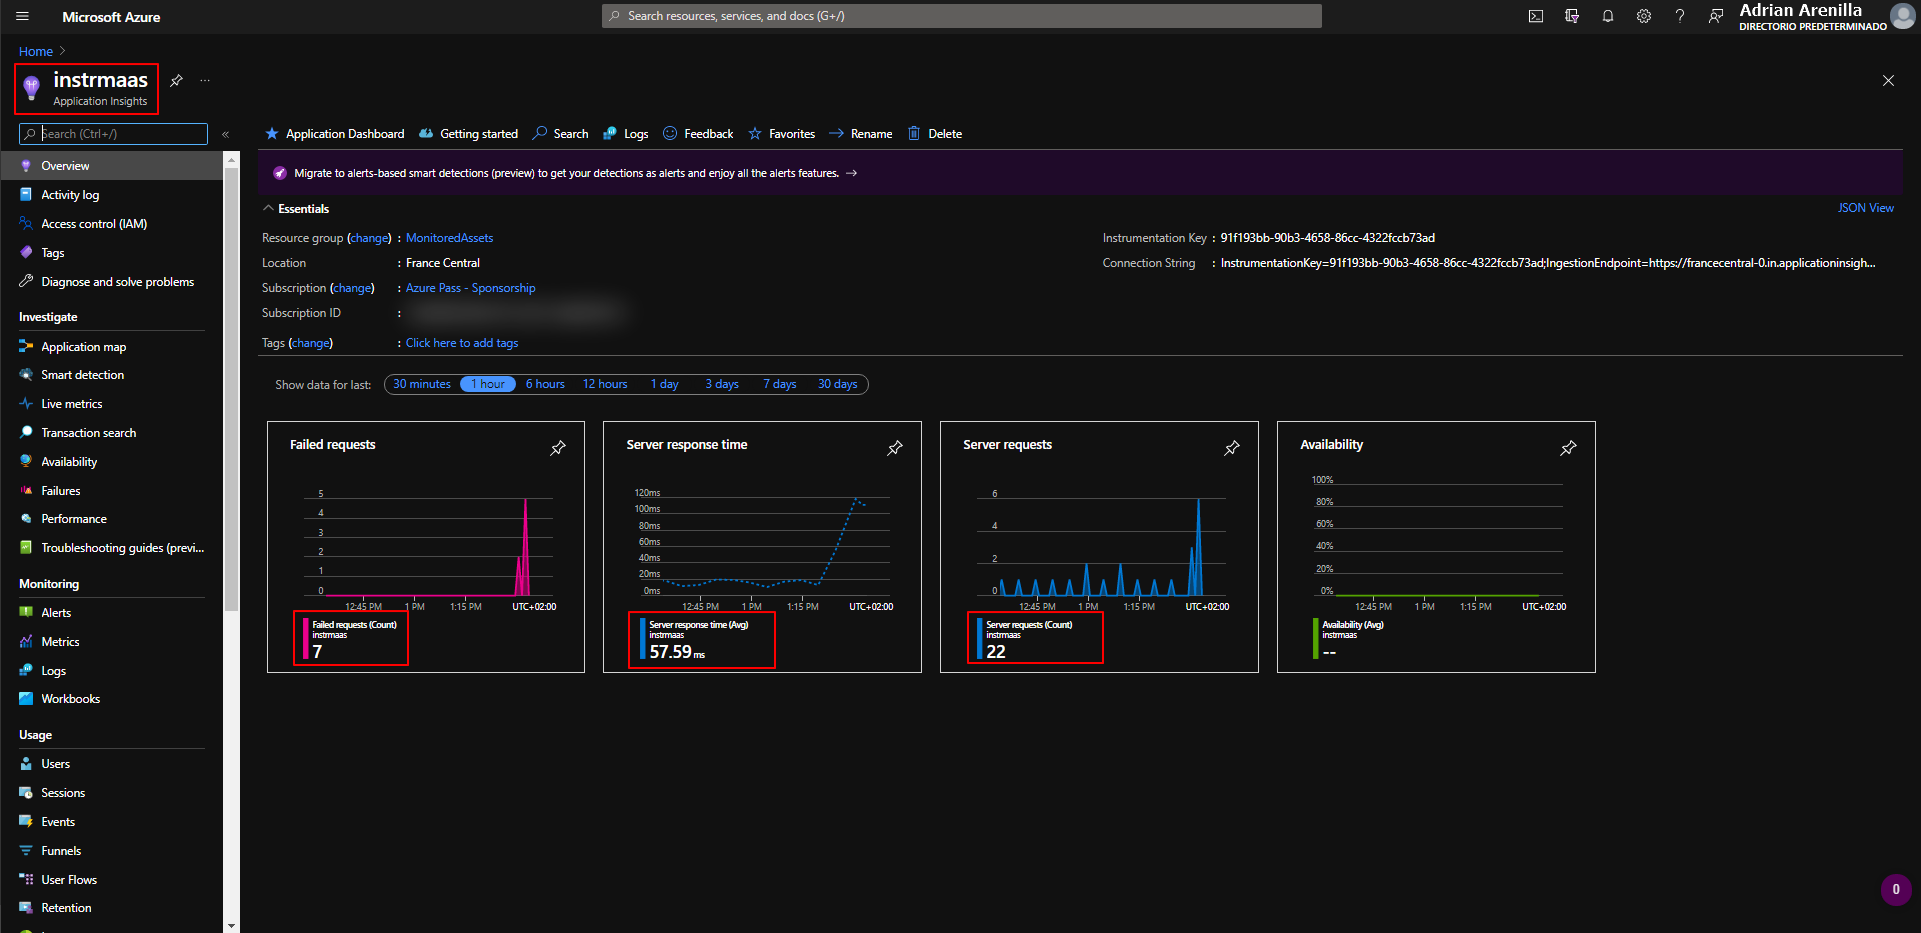 Microsoft Azure
Search resources, services, and docs (G+/)
Adrian Arenilla
DIRECTORIO PREDETERMINADO
Home
instrmaas
Application Insights
Search (Ctrl+/)
«
Overview
Activity log
Access control (IAM)
Tags
Diagnose and solve problems
Investigate
Application map
Smart detection
Live metrics
Transaction search
Availability
Failures
Performance
Troubleshooting guides (previ...
Monitoring
Alerts
Metrics
Logs
Workbooks
Usage
Users
Sessions
Events
Funnels
User Flows
Retention
Application Dashboard Getting started Search Logs Feedback Favorites Rename Delete
Migrate to alerts-based smart detections (preview) to get your detections as alerts and enjoy all the alerts features. →
Essentials
JSON View
Resource group (change) : MonitoredAssets
Location : France Central
Subscription (change) : Azure Pass - Sponsorship
Subscription ID :
Tags (change) : Click here to add tags
Instrumentation Key : 91f193bb-90b3-4658-86cc-4322fccb73ad
Connection String : InstrumentationKey=91f193bb-90b3-4658-86cc-4322fccb73ad;IngestionEndpoint=https://francecentral-0.in.applicationinsigh...
Show data for last: 30 minutes 1 hour 6 hours 12 hours 1 day 3 days 7 days 30 days
Failed requests
5
4
3
2
1
0
12:45 PM 1 PM 1:15 PM UTC+02:00
Failed requests (Count)
instrmaas
7
Server response time
120ms
100ms
80ms
60ms
40ms
20ms
0ms
12:45 PM 1 PM 1:15 PM UTC+02:00
Server response time (Avg)
instrmaas
57.59 ms
Server requests
6
4
2
0
12:45 PM 1 PM 1:15 PM UTC+02:00
Server requests (Count)
instrmaas
22
Availability
100%
80%
60%
40%
20%
0%
12:45 PM 1 PM 1:15 PM UTC+02:00
Availability (Avg)
instrmaas
--
0